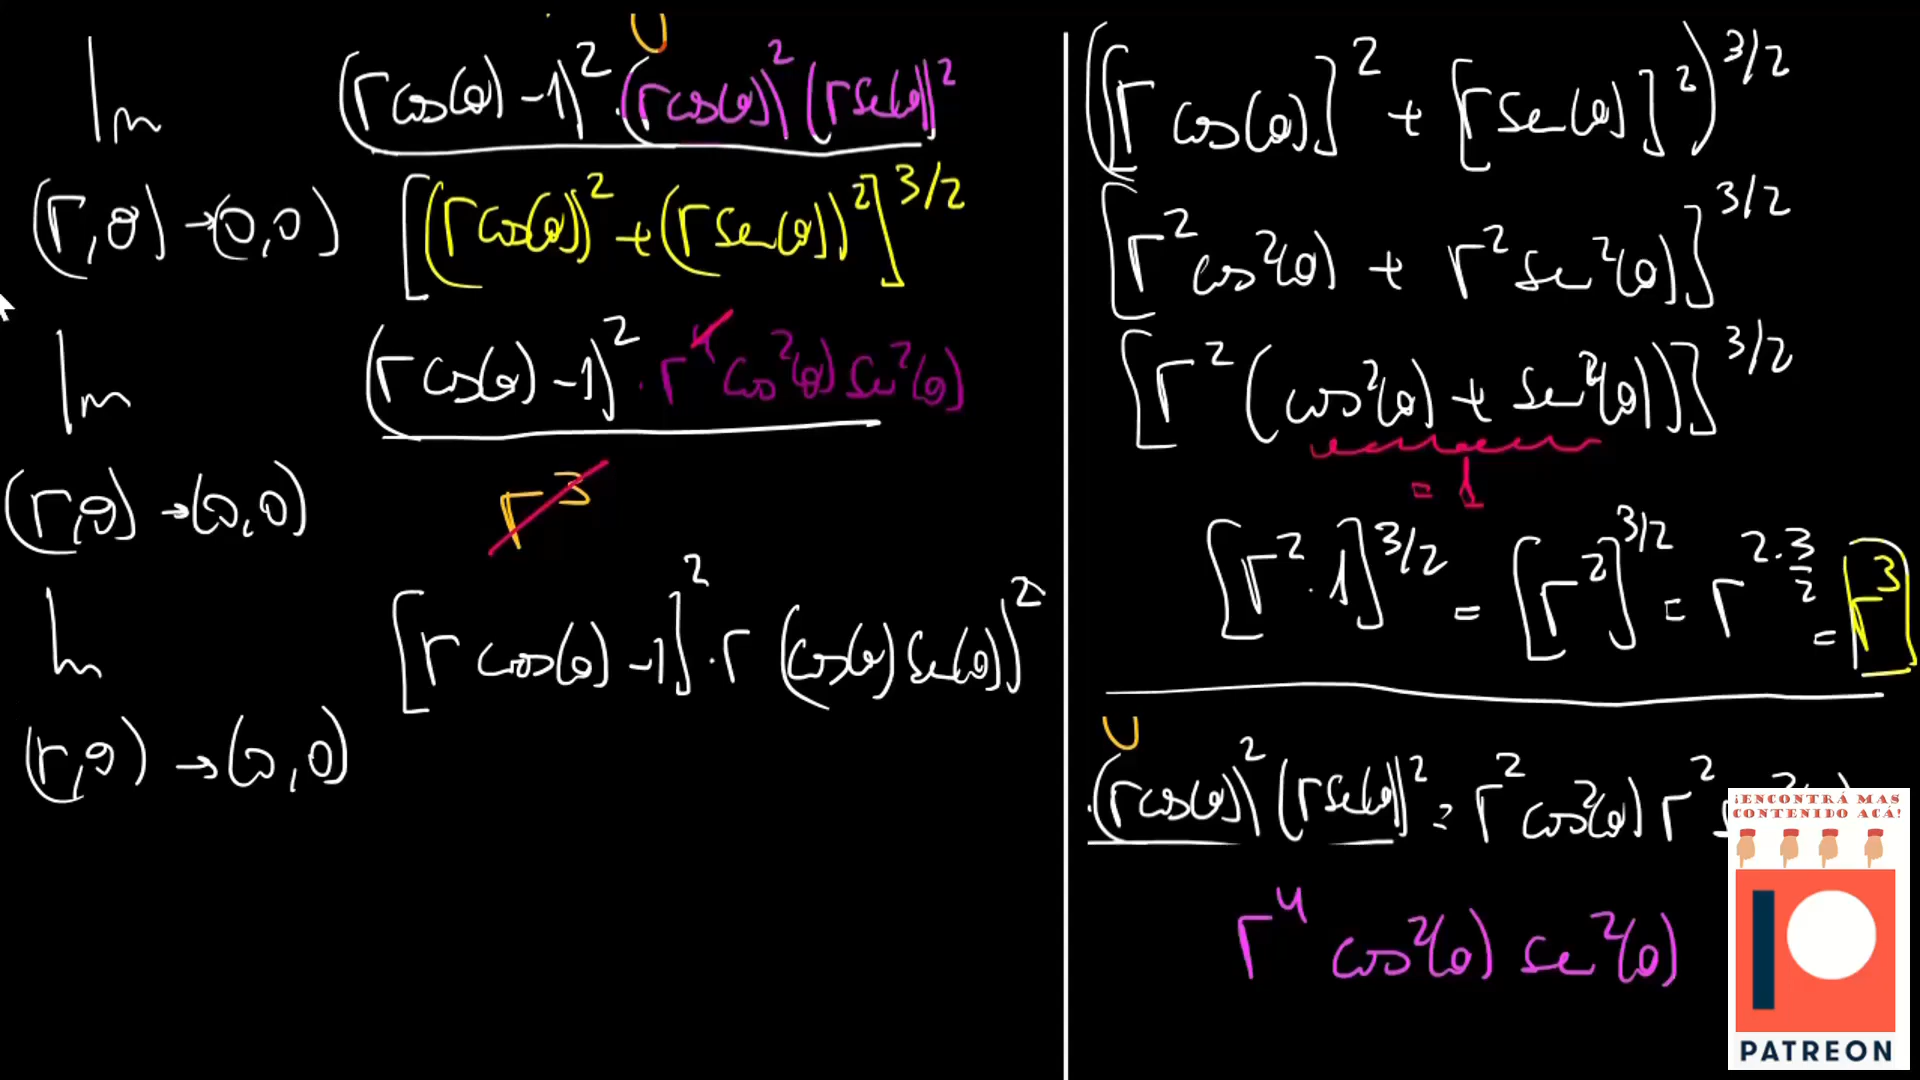 lim (r cos(θ) - 1)² · (r cos(θ))² (r sen(θ))²
(r, θ) → (0, 0) [(r cos(θ))² + (r sen(θ))²]^3/2
lim (r cos(θ) - 1)² · r⁴ cos²(θ) sen²(θ)
(r, θ) → (0, 0) r³
lim [r cos(θ) - 1]² · r (cos(θ) sen(θ))²
(r, θ) → (0, 0)
([r cos(θ)]² + [r sen(θ)]²)^3/2
[r² cos²(θ) + r² sen²(θ)]^3/2
[r² (cos²(θ) + sen²(θ))]^3/2
= 1
[r² · 1]^3/2 = [r²]^3/2 = r^2·3/2 = r³
· (r cos(θ))² (r sen(θ))² = r² cos²(θ) r²
r⁴ cos²(θ) sen²(θ)
¡ENCONTRÁ MAS
CONTENIDO ACÁ!
PATREON